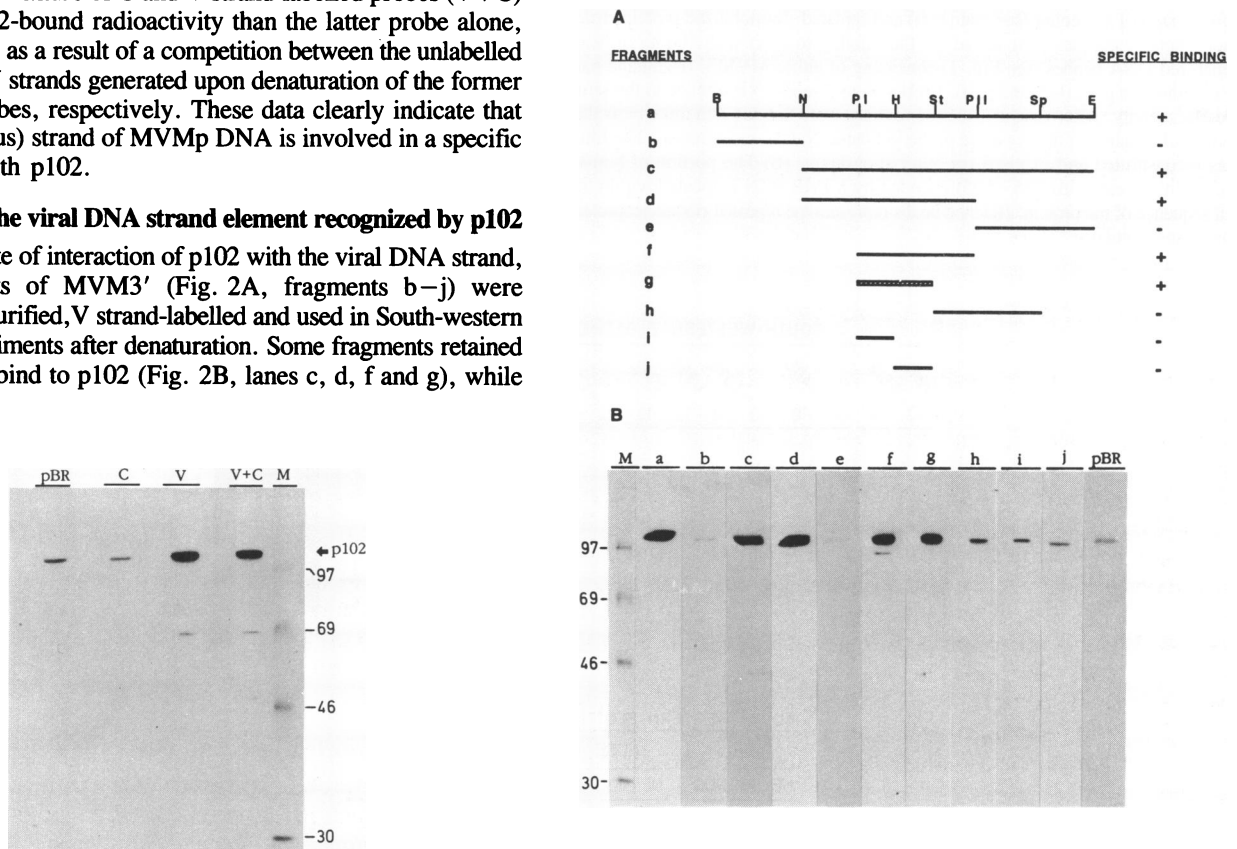 2-bound radioactivity than the latter probe alone,
as a result of a competition between the unlabelled
strands generated upon denaturation of the former
bes, respectively. These data clearly indicate that
us) strand of MVMp DNA is involved in a specific
th p102.
he viral DNA strand element recognized by p102
te of interaction of p102 with the viral DNA strand,
ts of MVM3′ (Fig. 2A, fragments b–j) were
urified,V strand-labelled and used in South-western
iments after denaturation. Some fragments retained
bind to p102 (Fig. 2B, lanes c, d, f and g), while
pBR C V V+C M
p102
97
-69
-46
-30
A
FRAGMENTS SPECIFIC BINDING
B N PI H St PII Sp E
a +
b -
c +
d +
e -
f +
g +
h -
i -
j -
B
M a b c d e f g h i j pBR
97-
69-
46-
30-